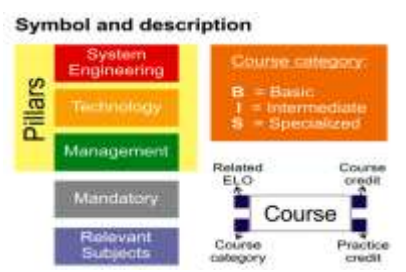 Symbol and description
Pillars
System
Engineering
Technology
Management
Mandatory
Relevant
Subjects
Course category:
B = Basic
I = Intermediate
S = Specialized
Related
ELO
Course
credit
Course
Course
category
Practice
credit